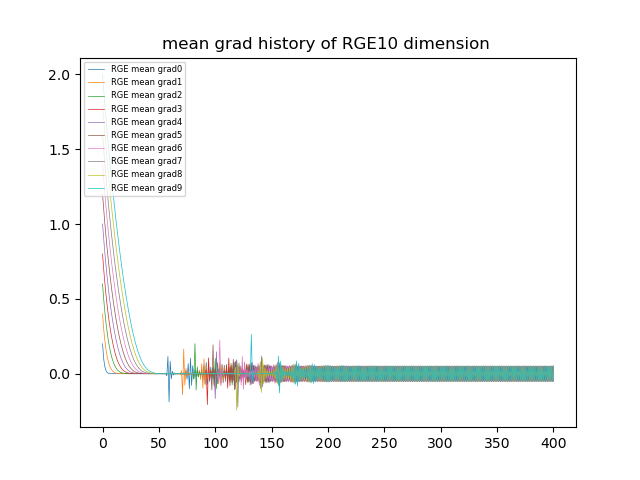 mean grad history of RGE10 dimension
2.0
1.5
1.0
0.5
0.0
RGE mean grad0
RGE mean grad1
RGE mean grad2
RGE mean grad3
RGE mean grad4
RGE mean grad5
RGE mean grad6
RGE mean grad7
RGE mean grad8
RGE mean grad9
0 50 100 150 200 250 300 350 400